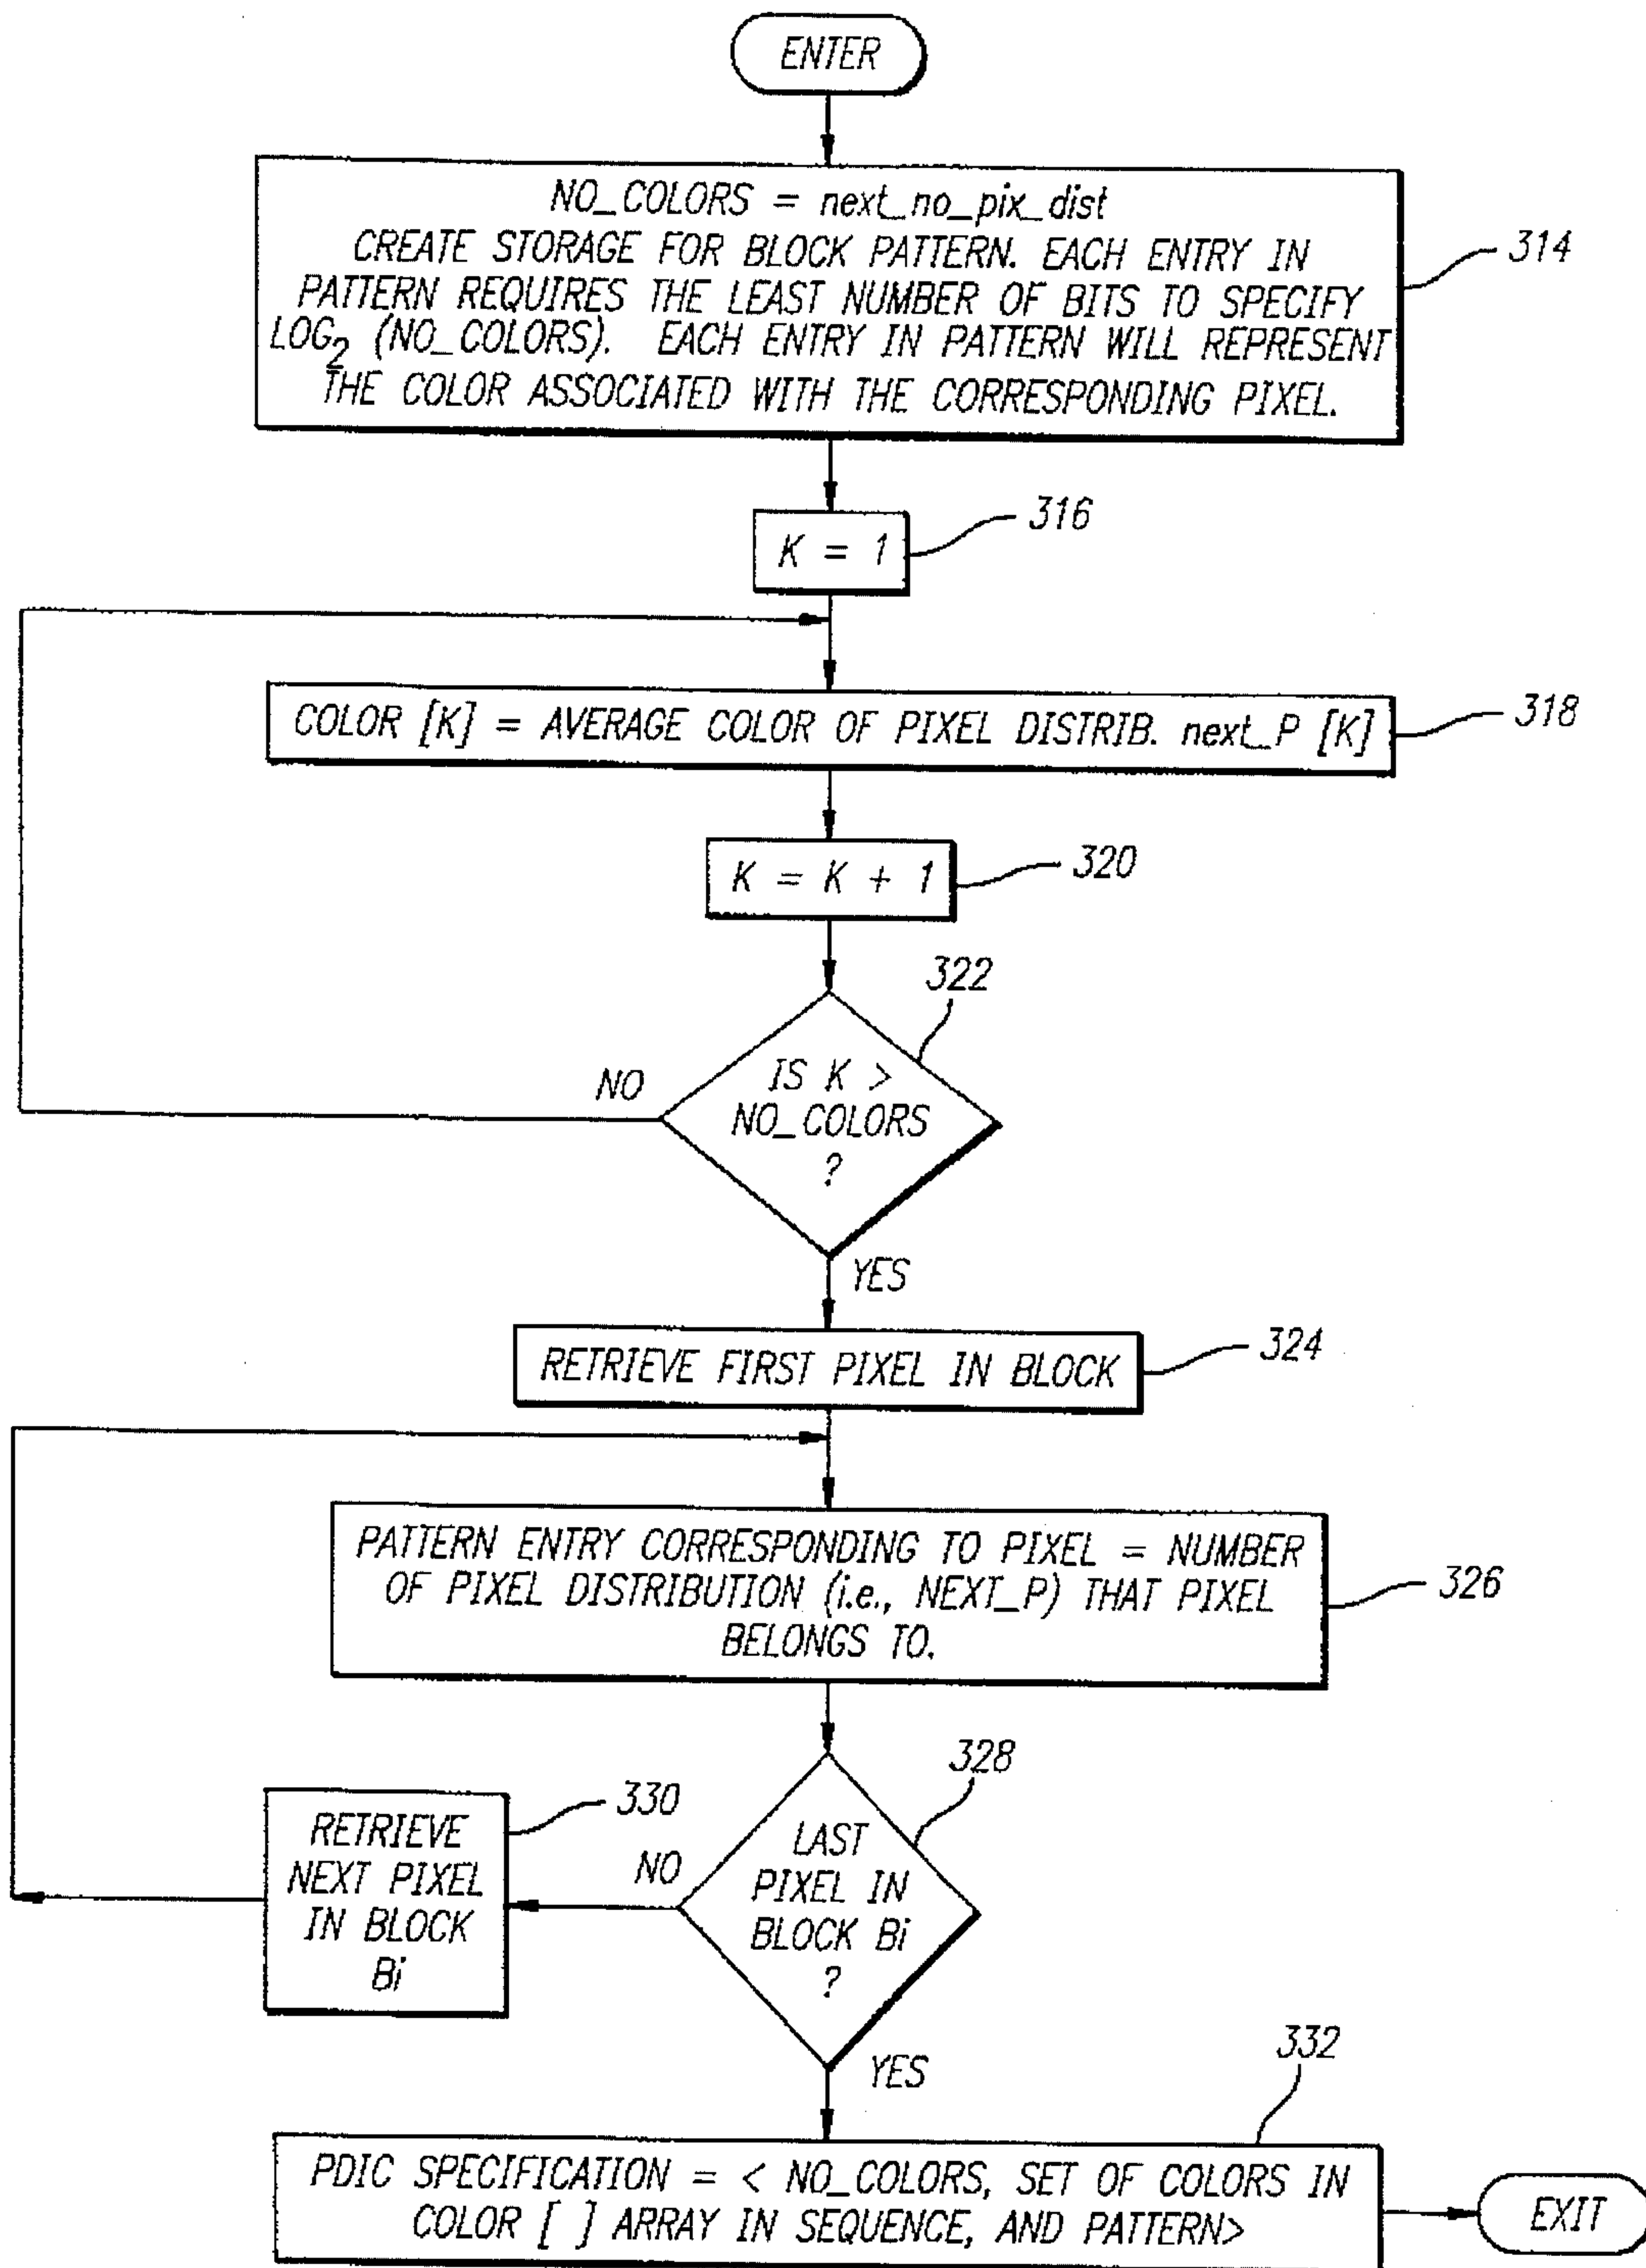 ENTER
NO_COLORS = next_no_pix_dist
CREATE STORAGE FOR BLOCK PATTERN. EACH ENTRY IN
PATTERN REQUIRES THE LEAST NUMBER OF BITS TO SPECIFY
LOG2 (NO_COLORS). EACH ENTRY IN PATTERN WILL REPRESENT
THE COLOR ASSOCIATED WITH THE CORRESPONDING PIXEL.
314
K = 1
316
COLOR [K] = AVERAGE COLOR OF PIXEL DISTRIB. next_P [K]
318
K = K + 1
320
322
IS K >
NO_COLORS
?
NO
YES
RETRIEVE FIRST PIXEL IN BLOCK
324
PATTERN ENTRY CORRESPONDING TO PIXEL = NUMBER
OF PIXEL DISTRIBUTION (i.e., NEXT_P) THAT PIXEL
BELONGS TO.
326
328
LAST
PIXEL IN
BLOCK Bi
?
NO
330
RETRIEVE
NEXT PIXEL
IN BLOCK
Bi
YES
332
PDIC SPECIFICATION = < NO_COLORS, SET OF COLORS IN
COLOR [ ] ARRAY IN SEQUENCE, AND PATTERN>
EXIT